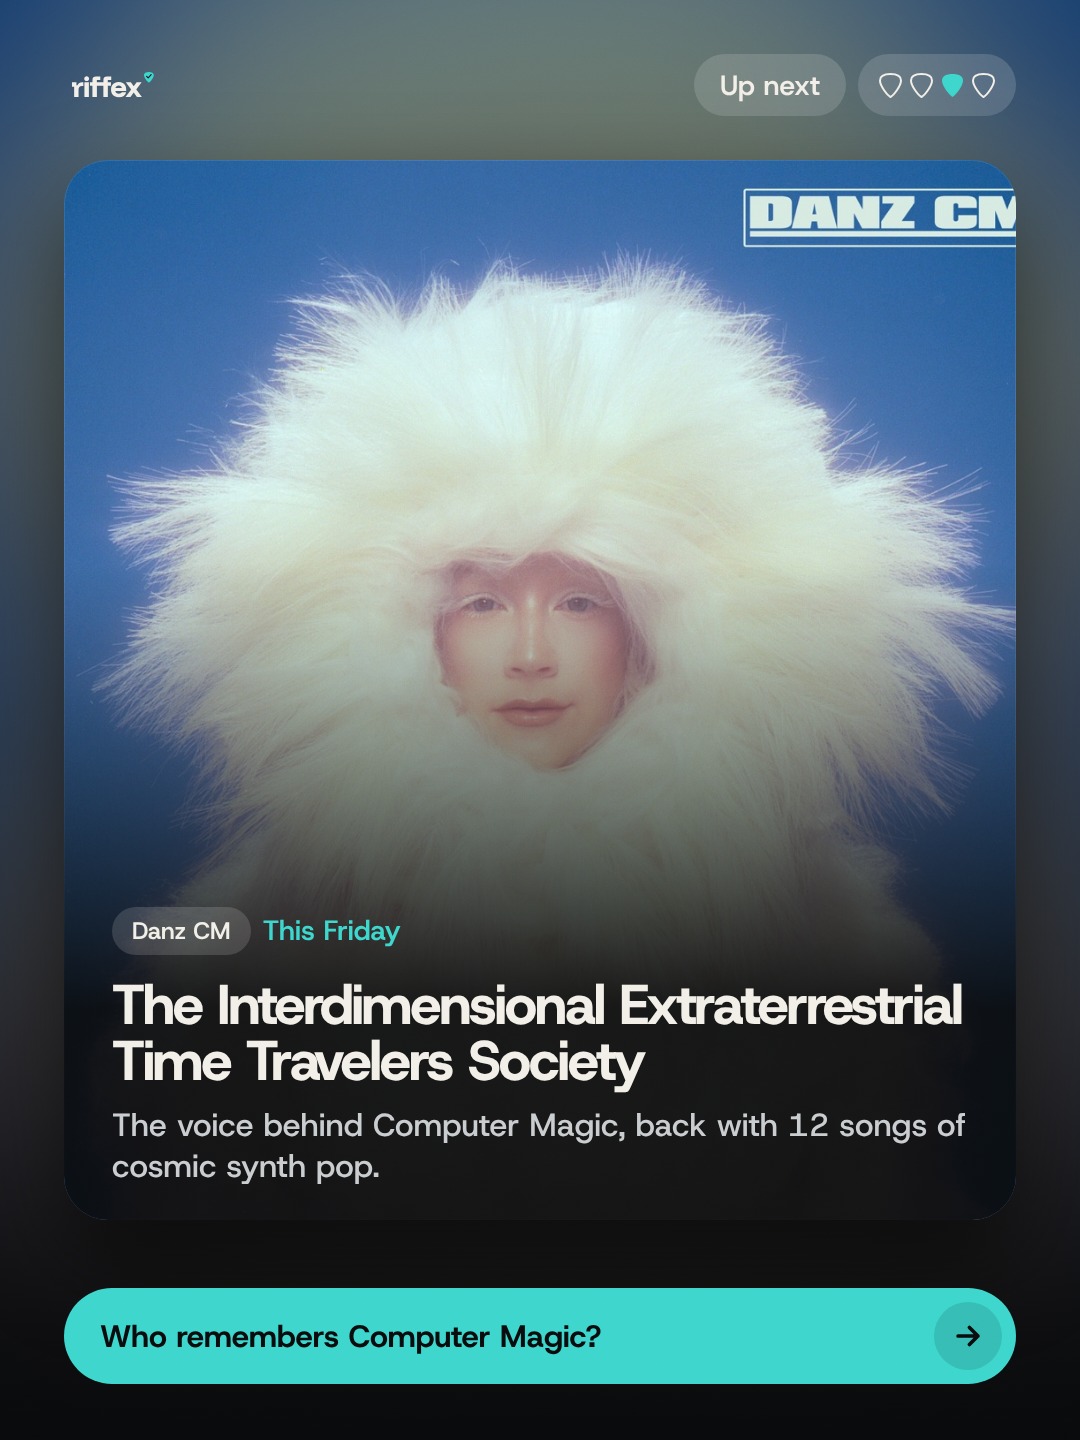 riffex
Up next
DANZ CM
Danz CM
This Friday
The Interdimensional Extraterrestrial
Time Travelers Society
The voice behind Computer Magic, back with 12 songs of
cosmic synth pop.
Who remembers Computer Magic?